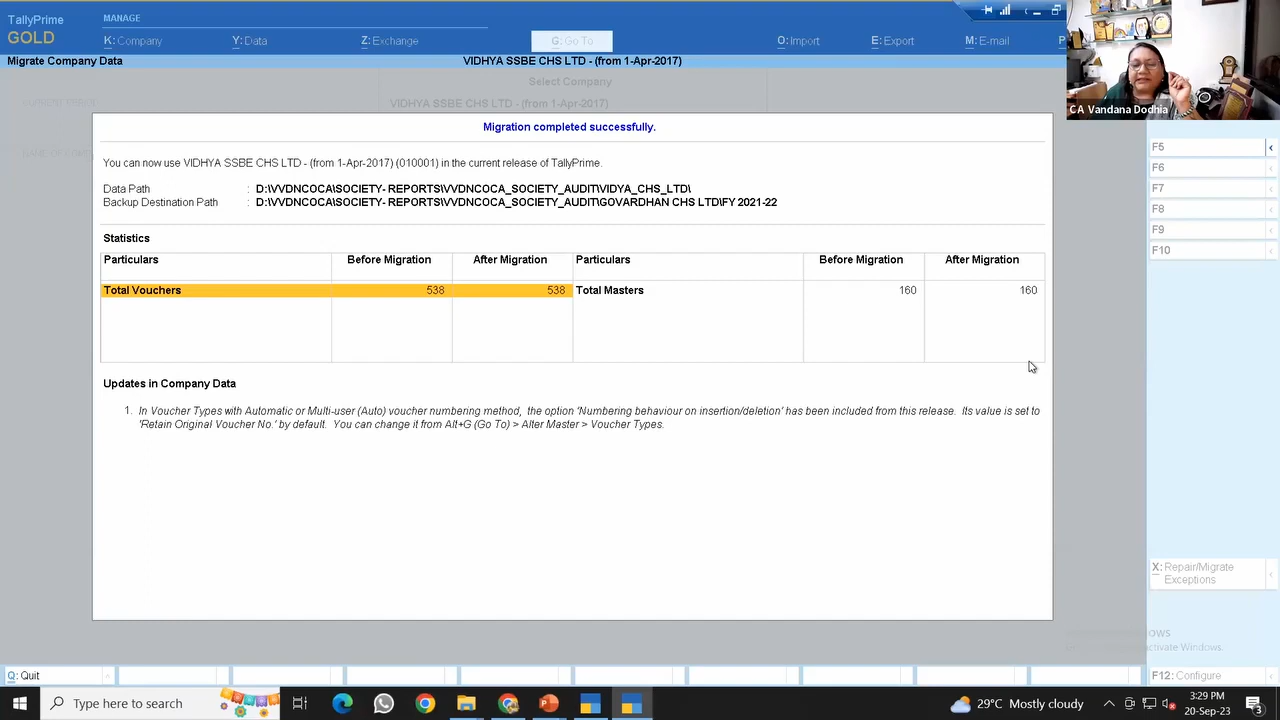 TallyPrime
GOLD
MANAGE
K: Company
Y: Data
Z: Exchange
G: Go To
O: Import
E: Export
M: E-mail
P
Migrate Company Data
VIDHYA SSBE CHS LTD - (from 1-Apr-2017)
Select Company
VIDHYA SSBE CHS LTD - (from 1-Apr-2017)
CA Vandana Dodhia
Migration completed successfully.
You can now use VIDHYA SSBE CHS LTD - (from 1-Apr-2017) (010001) in the current release of TallyPrime.
Data Path : D:\VVDNCOCA\SOCIETY- REPORTS\VVDNCOCA_SOCIETY_AUDIT\VIDYA_CHS_LTD\
Backup Destination Path : D:\VVDNCOCA\SOCIETY- REPORTS\VVDNCOCA_SOCIETY_AUDIT\GOVARDHAN CHS LTD\FY 2021-22
Statistics
Particulars Before Migration After Migration Particulars Before Migration After Migration
Total Vouchers 538 538 Total Masters 160 160
Updates in Company Data
1. In Voucher Types with Automatic or Multi-user (Auto) voucher numbering method, the option 'Numbering behaviour on insertion/deletion' has been included from this release. Its value is set to
'Retain Original Voucher No.' by default. You can change it from Alt+G (Go To) > Alter Master > Voucher Types.
F5
F6
F7
F8
F9
F10
X: Repair/Migrate
Exceptions
Q: Quit
F12: Configure
Type here to search
29°C Mostly cloudy
3:29 PM
20-Sep-23
3